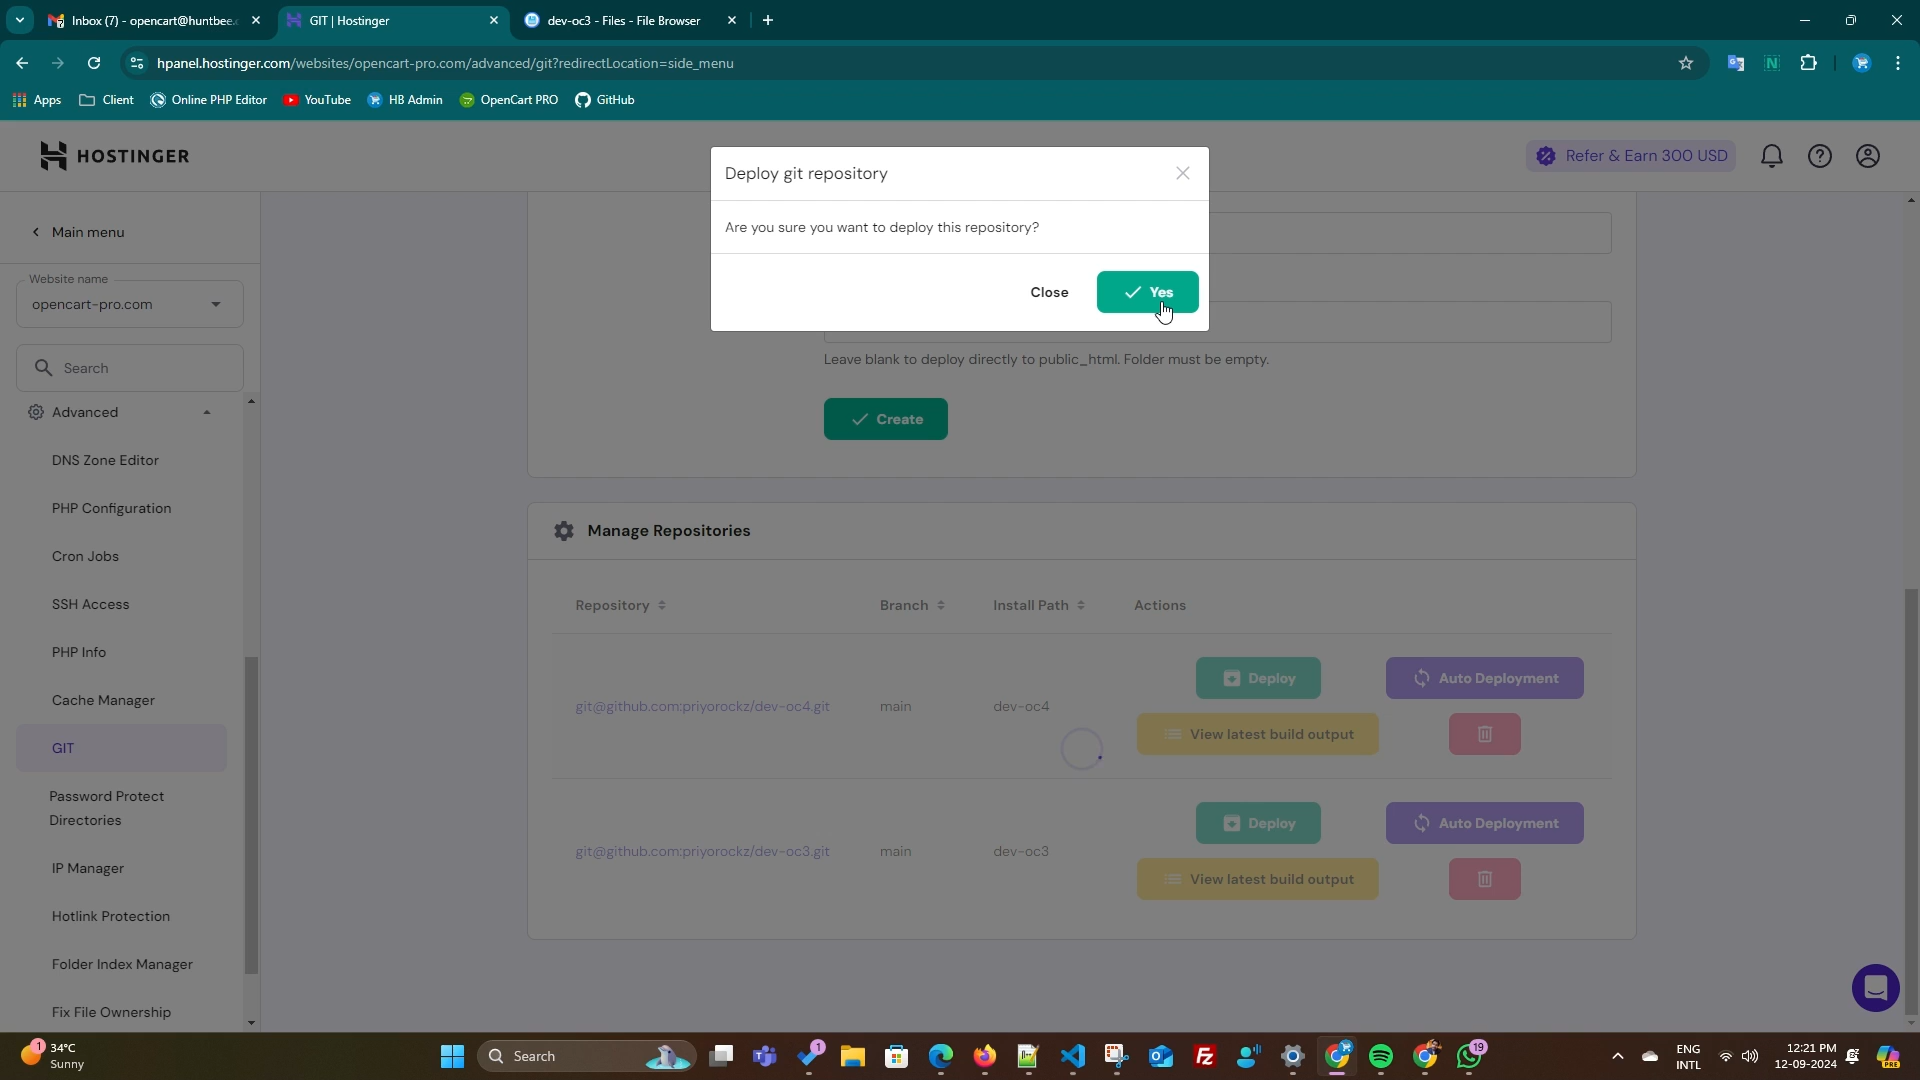 Inbox (7) - opencart@huntbee.
GIT | Hostinger
dev-oc3 - Files - File Browser
hpanel.hostinger.com/websites/opencart-pro.com/advanced/git?redirectLocation=side_menu
Apps
Client
Online PHP Editor
YouTube
HB Admin
OpenCart PRO
GitHub
HOSTINGER
Refer & Earn 300 USD
Deploy git repository
Are you sure you want to deploy this repository?
Close
Yes
Main menu
Website name
opencart-pro.com
Search
Advanced
DNS Zone Editor
PHP Configuration
Cron Jobs
SSH Access
PHP Info
Cache Manager
GIT
Password Protect
Directories
IP Manager
Hotlink Protection
Folder Index Manager
Fix File Ownership
Leave blank to deploy directly to public_html. Folder must be empty.
Create
Manage Repositories
Repository Branch Install Path Actions
git@github.com:priyorockz/dev-oc4.git main dev-oc4
Deploy
Auto Deployment
View latest build output
git@github.com:priyorockz/dev-oc3.git main dev-oc3
Deploy
Auto Deployment
View latest build output
1
34°C
Sunny
Search
1
19
ENG
INTL
12:21 PM
12-09-2024
PRE